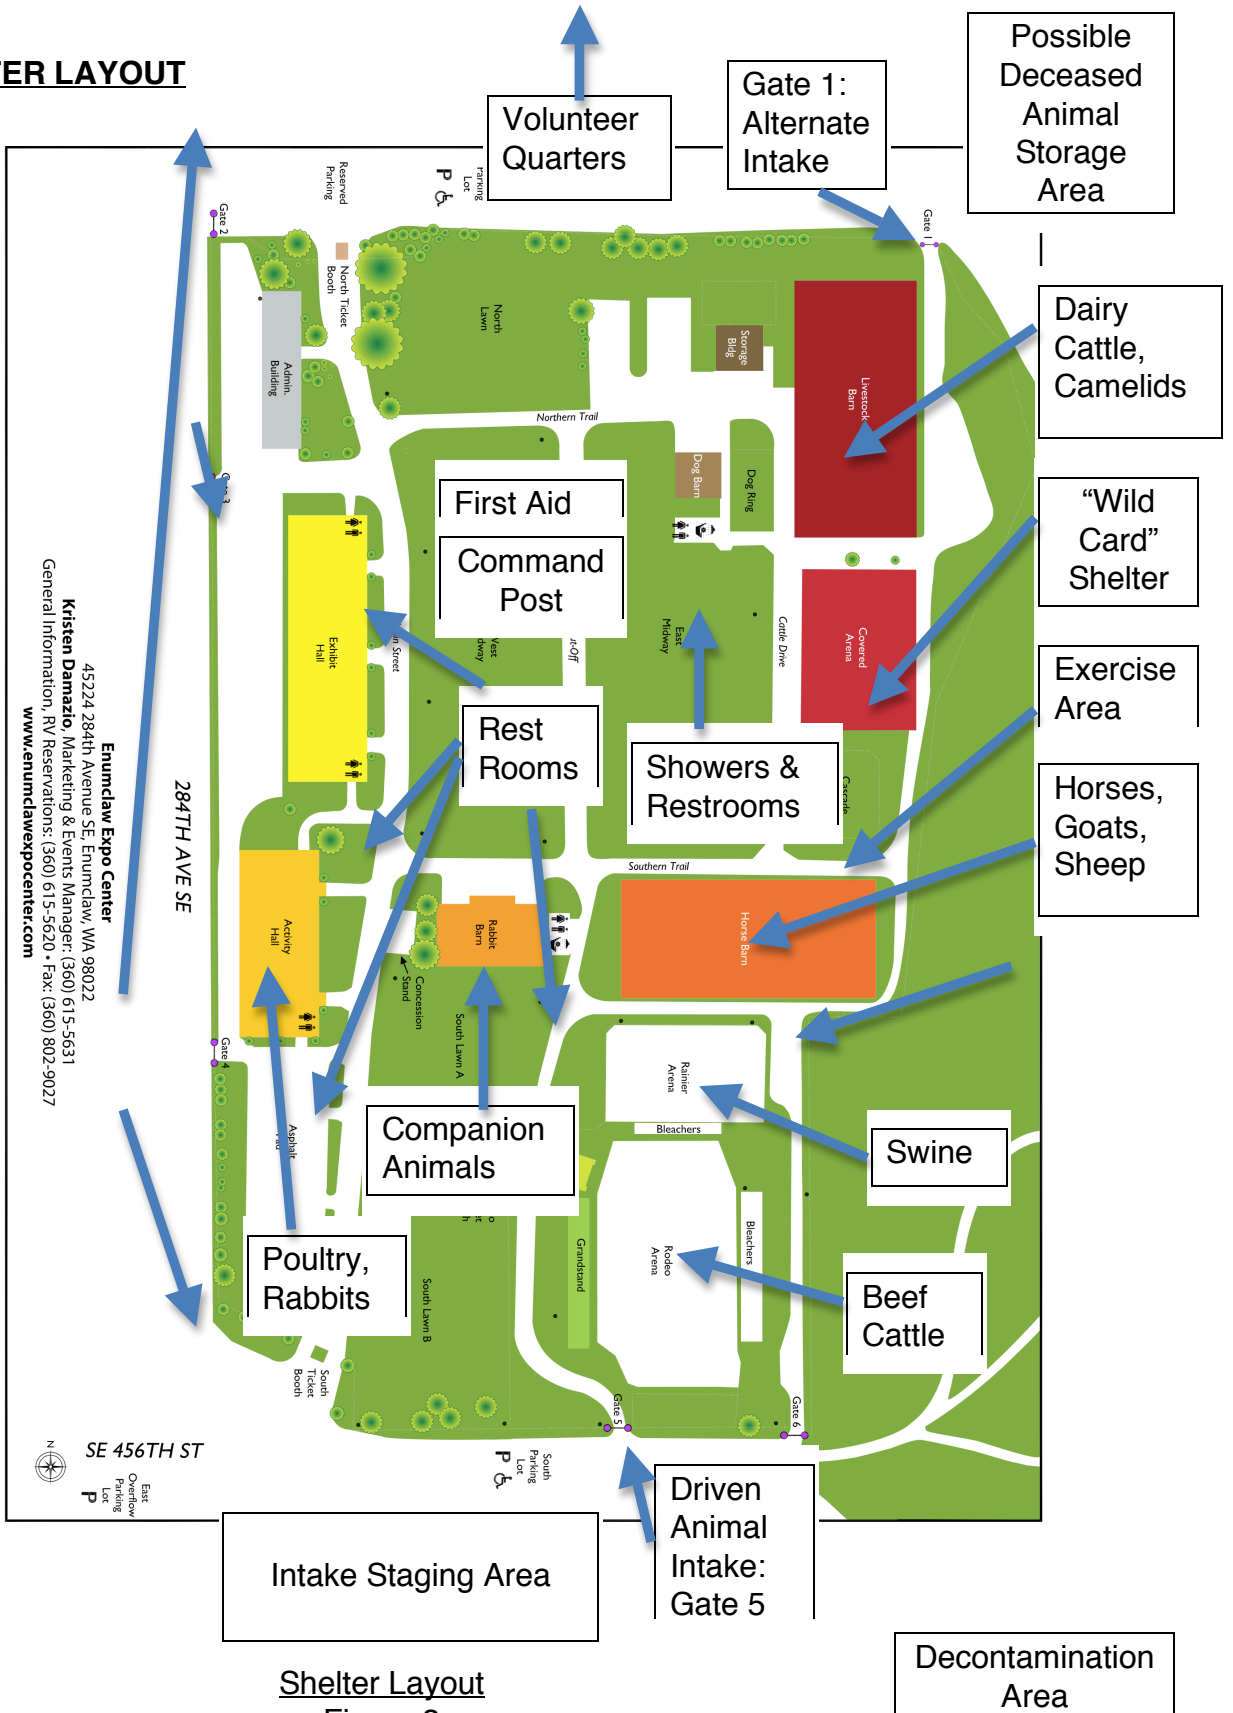 TER LAYOUT
Volunteer
Quarters
Gate 1:
Alternate
Intake
Possible
Deceased
Animal
Storage
Area
Reserved
Parking
Parking
Lot
P
Gate 2
Gate 1
North Ticket
Booth
North
Lawn
Storage
Bldg
Livestock
Barn
Dairy
Cattle,
Camelids
Admin.
Building
Northern Trail
Dog Barn
Dog Ring
First Aid
Command
Post
"Wild
Card"
Shelter
Exhibit
Hall
East
Midway
Cattle Drive
Covered
Arena
Exercise
Area
Rest
Rooms
Showers &
Restrooms
Cascade
Horses,
Goats,
Sheep
284TH AVE SE
Enumclaw Expo Center
45224 284th Avenue SE, Enumclaw, WA 98022
Kristen Damazio, Marketing & Events Manager: (360) 615-5631
General Information, RV Reservations: (360) 615-5620 • Fax: (360) 802-9027
www.enumclawexpocenter.com
Southern Trail
Activity
Hall
Rabbit
Barn
Horse Barn
Concession
Stand
South Lawn A
Gate 4
Rainier
Arena
Bleachers
Asphalt
Companion
Animals
Swine
Poultry,
Rabbits
Grandstand
Rodeo
Arena
Bleachers
Beef
Cattle
South Lawn B
South
Ticket
Booth
Gate 5
Gate 6
N
SE 456TH ST
East
Overflow
Parking
Lot
P
South
Parking
Lot
P
Intake Staging Area
Driven
Animal
Intake:
Gate 5
Shelter Layout
Decontamination
Area